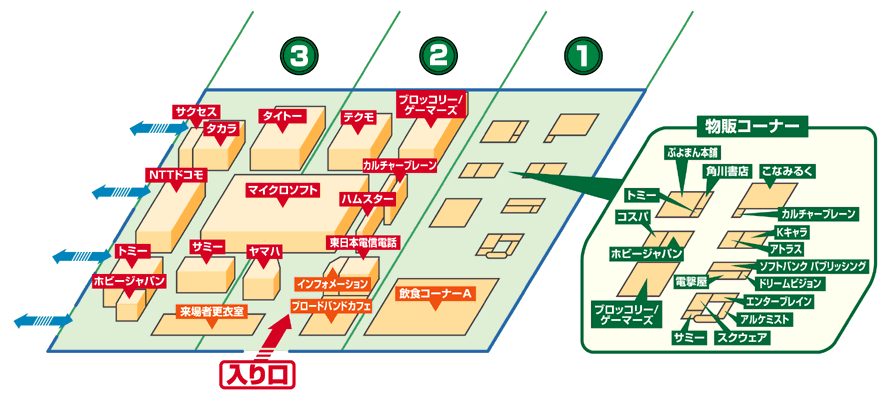 3
2
1
サクセス
タカラ
タイトー
テクモ
ブロッコリー/
ゲーマーズ
NTTドコモ
マイクロソフト
カルチャーブレーン
ハムスター
東日本電信電話
トミー
ホビージャパン
サミー
ヤマハ
インフォメーション
ブロードバンドカフェ
来場者更衣室
飲食コーナーA
入り口
物販コーナー
ぷよまん本舗
角川書店
こなみるく
トミー
コスパ
カルチャーブレーン
Kキャラ
アトラス
ホビージャパン
ソフトバンク パブリッシング
電撃屋
ドリームビジョン
ブロッコリー/
ゲーマーズ
エンターブレイン
アルケミスト
サミー
スクウェア